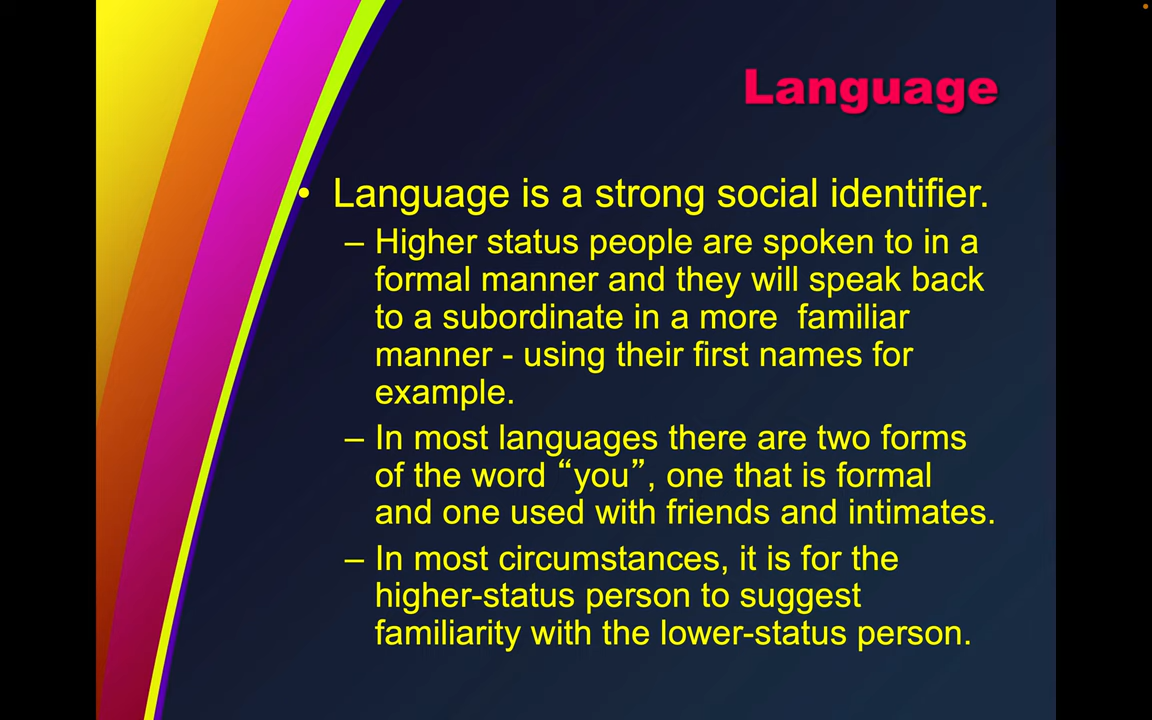 Language
• Language is a strong social identifier.
– Higher status people are spoken to in a
formal manner and they will speak back
to a subordinate in a more  familiar
manner - using their first names for
example.
– In most languages there are two forms
of the word “you”, one that is formal
and one used with friends and intimates.
– In most circumstances, it is for the
higher-status person to suggest
familiarity with the lower-status person.